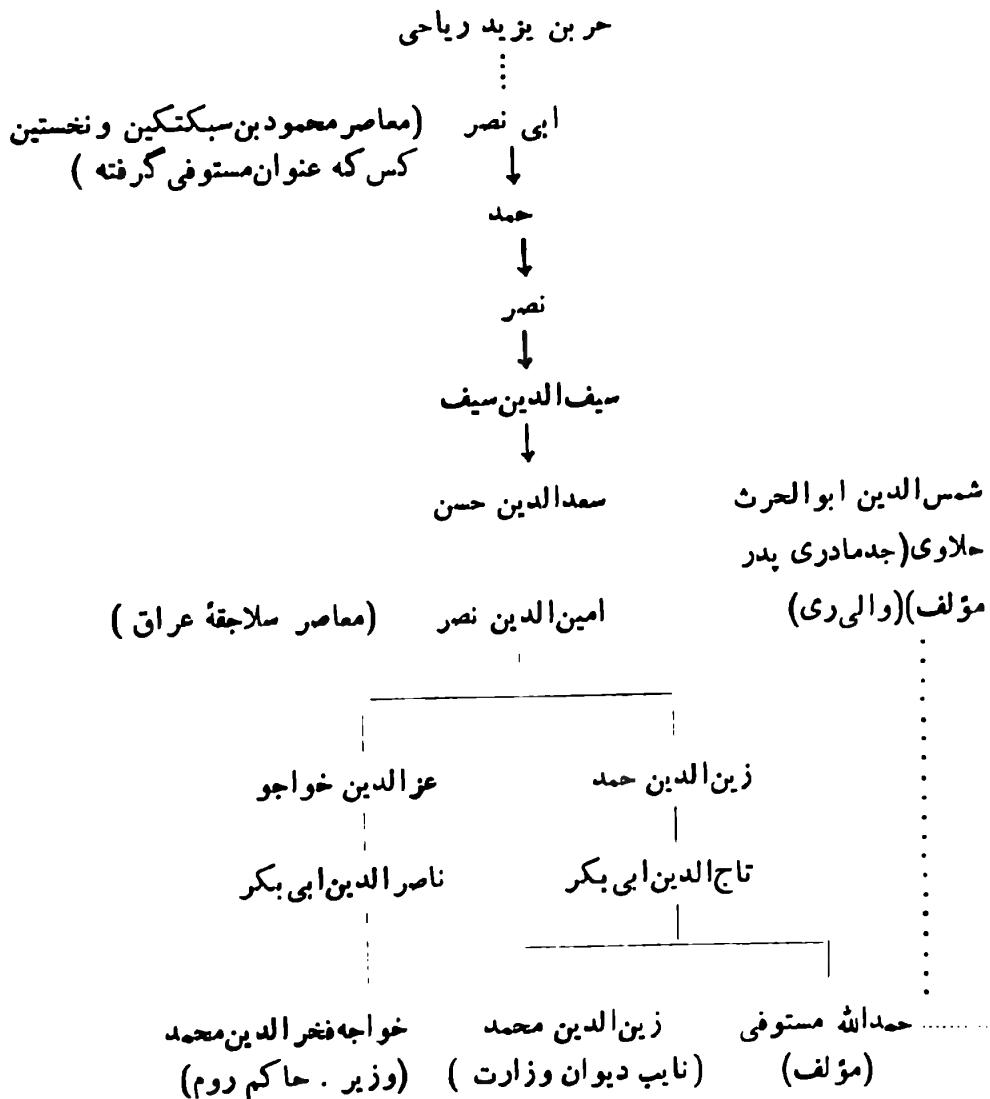 حر بن یزید ریاحی
ابی نصر (معاصر محمودبن‌سبکتکین و نخستین
کس که عنوان‌مستوفی گرفته )
حمد
نصر
سیف‌الدین‌سیف
سعدالدین حسن
شمس‌الدین ابوالحرث
حلاوی(جدمادری پدر
مؤلف)(والی‌ری)
امین‌الدین نصر (معاصر سلاجقهٔ عراق )
زین‌الدین حمد
عزالدین خواجو
تاج‌الدین‌ابی‌بکر
ناصرالدین‌ابی‌بکر
حمدالله مستوفی
(مؤلف)
زین‌الدین محمد
(نایب دیوان وزارت )
خواجه‌فخرالدین‌محمد
(وزیر . حاکم روم)